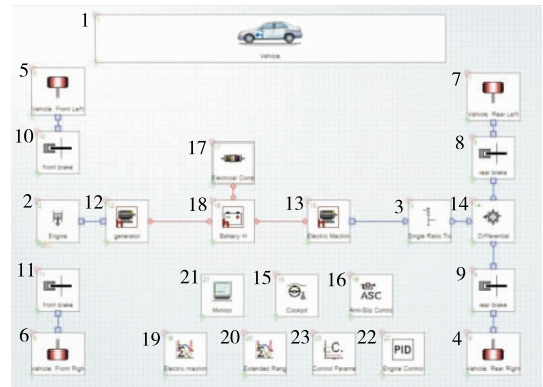 1
Vehicle
5
Vehicle: Front Left
7
Vehicle: Rear Left
10
front brake
17
Electrical Cons
8
rear brake
2
Engine
12
generator
18
Battery H
13
Electric Machin
3
Single Ratio Tra
14
Differential
11
front brake
21
Monitor
15
Cockpit
16
ASC
Anti-Slip Control
9
rear brake
6
Vehicle: Front Righ
19
Electric machin
20
Extended Rang
23
I.C.
Control Parame
22
PID
Engine Control
4
Vehicle: Rear Right